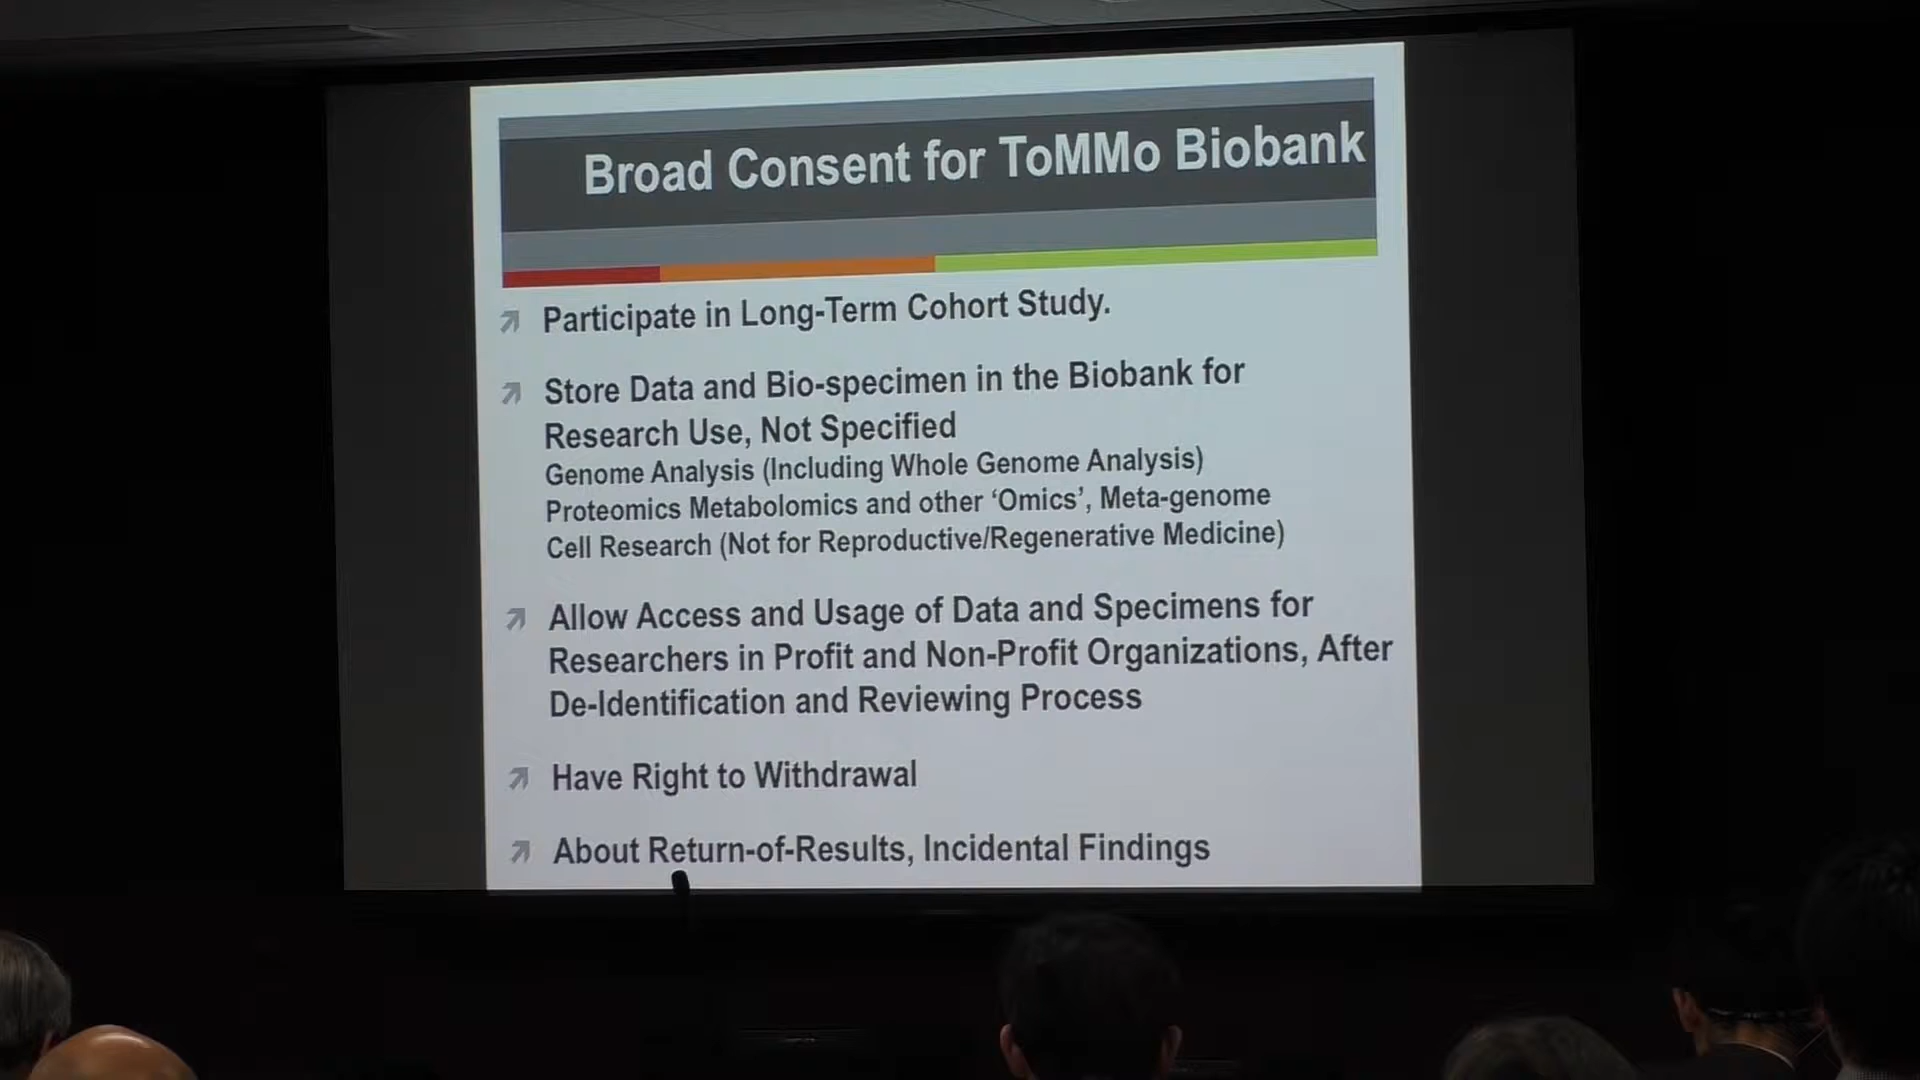 Broad Consent for ToMMo Biobank
Participate in Long-Term Cohort Study.
Store Data and Bio-specimen in the Biobank for
Research Use, Not Specified
Genome Analysis (Including Whole Genome Analysis)
Proteomics Metabolomics and other ‘Omics’, Meta-genome
Cell Research (Not for Reproductive/Regenerative Medicine)
Allow Access and Usage of Data and Specimens for
Researchers in Profit and Non-Profit Organizations, After
De-Identification and Reviewing Process
Have Right to Withdrawal
About Return-of-Results, Incidental Findings